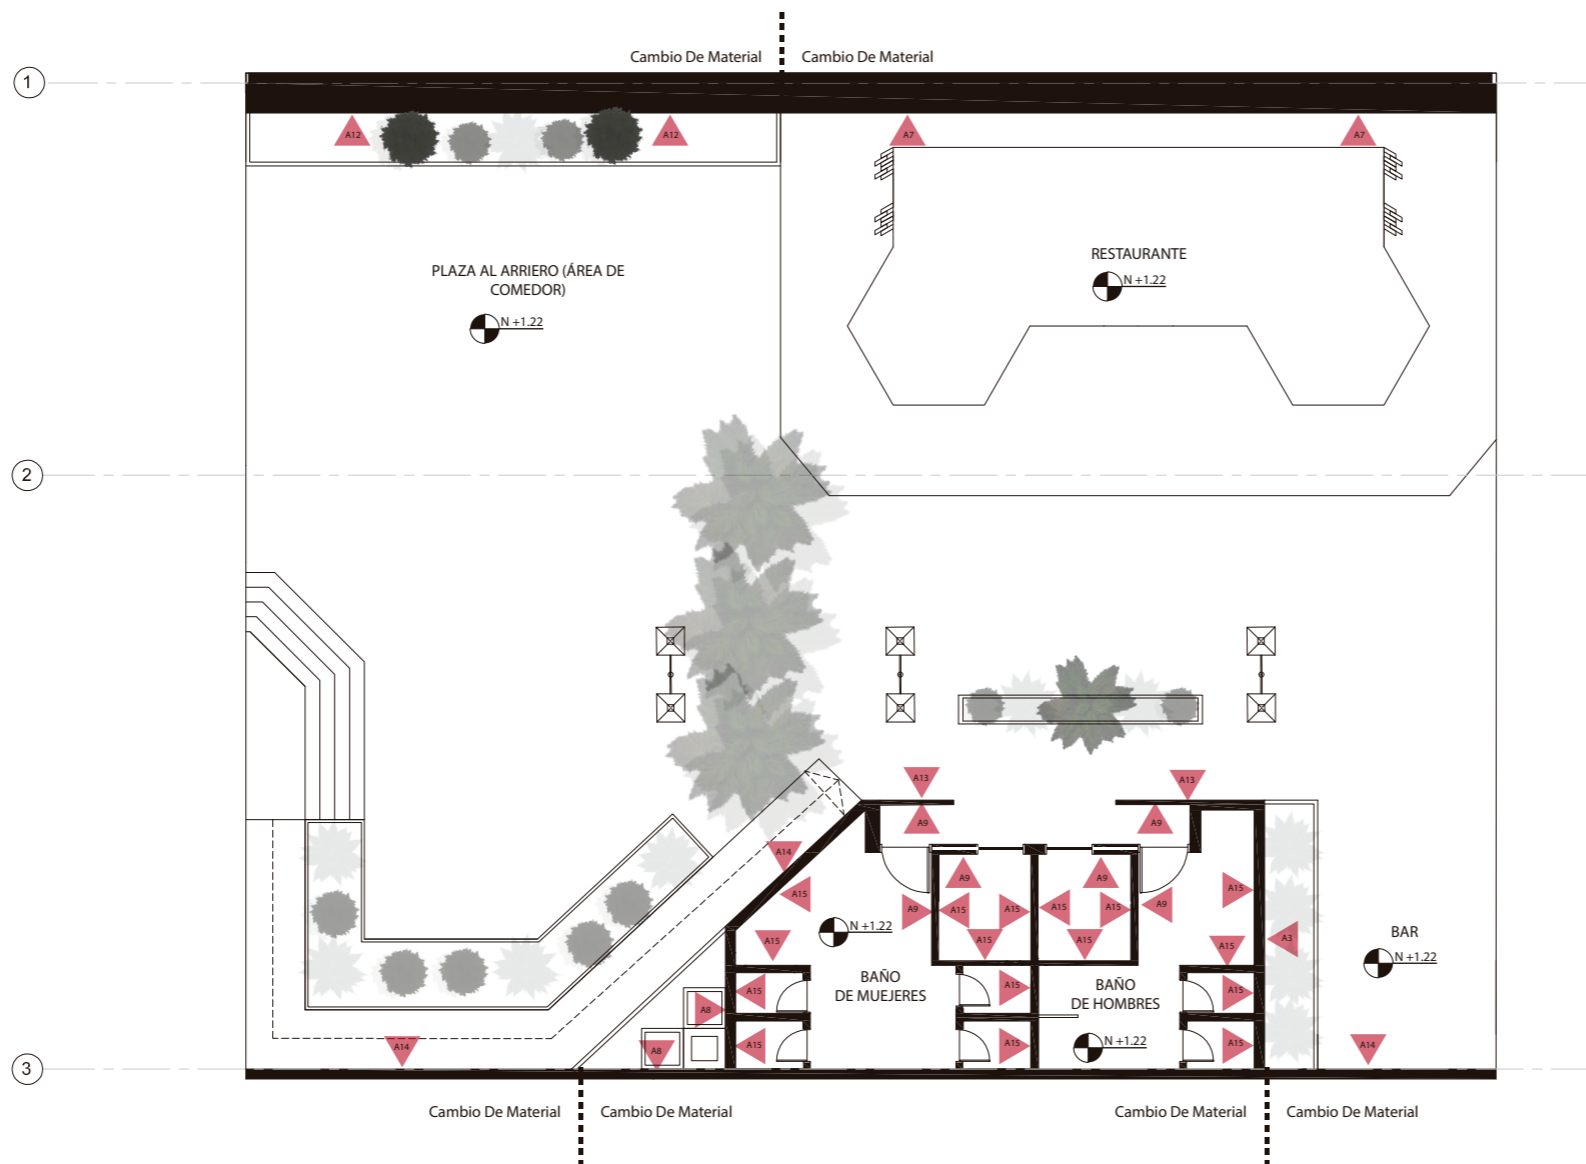 Cambio De Material
Cambio De Material
1
A12
A12
A7
A7
RESTAURANTE
N +1.22
PLAZA AL ARRIERO (ÁREA DE
COMEDOR)
N +1.22
2
A13
A13
A9
A9
A14
A9
A9
A15
A15
A9
A15
A15
A15
A15
A9
A15
A15
A15
A15
A3
N +1.22
BAR
N +1.22
BAÑO
DE MUEJERES
BAÑO
DE HOMBRES
A15
A15
A15
A8
N +1.22
A14
A8
A15
A15
A15
A14
3
Cambio De Material
Cambio De Material
Cambio De Material
Cambio De Material